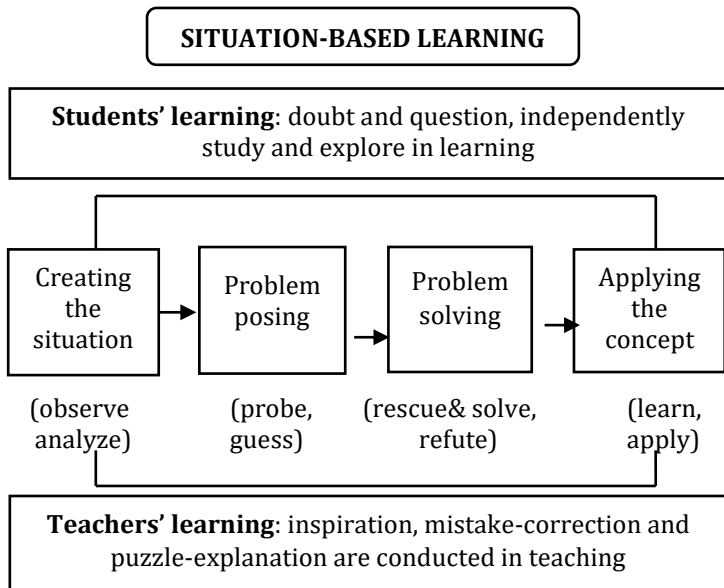 SITUATION-BASED LEARNING
Students’ learning: doubt and question, independently
study and explore in learning
Creating
the
situation
Problem
posing
Problem
solving
Applying
the
concept
(observe
analyze)
(probe,
guess)
(rescue& solve,
refute)
(learn,
apply)
Teachers’ learning: inspiration, mistake-correction and
puzzle-explanation are conducted in teaching